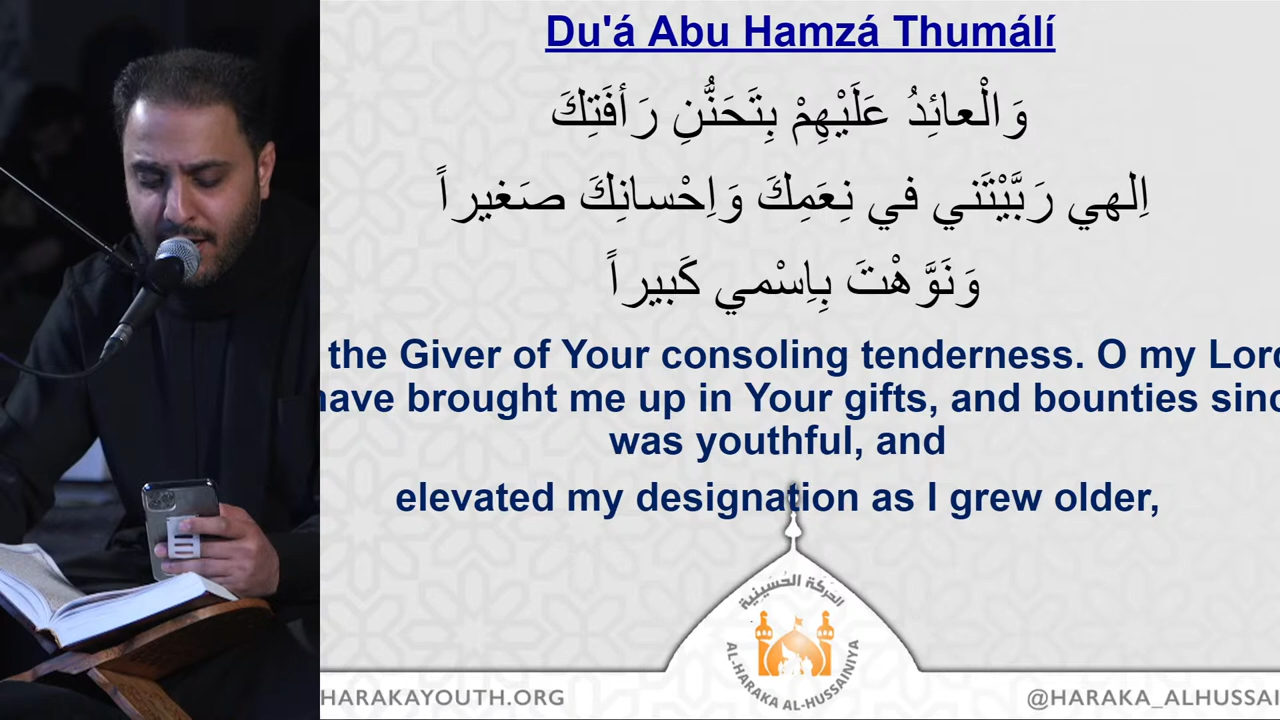 Du'á Abu Hamzá Thumálí
وَالْعائِدُ عَلَيْهِمْ بِتَحَنُّنِ رَأفَتِكَ
اِلهي رَبَّيْتَني في نِعَمِكَ وَاِحْسانِكَ صَغيراً
وَنَوَّهْتَ بِاِسْمي كَبيراً
the Giver of Your consoling tenderness. O my Lord
have brought me up in Your gifts, and bounties sinc
was youthful, and
elevated my designation as I grew older,
الحركة الحسينية
AL-HARAKA AL-HUSSAINIYA
HARAKAYOUTH.ORG
@HARAKA_ALHUSSAI